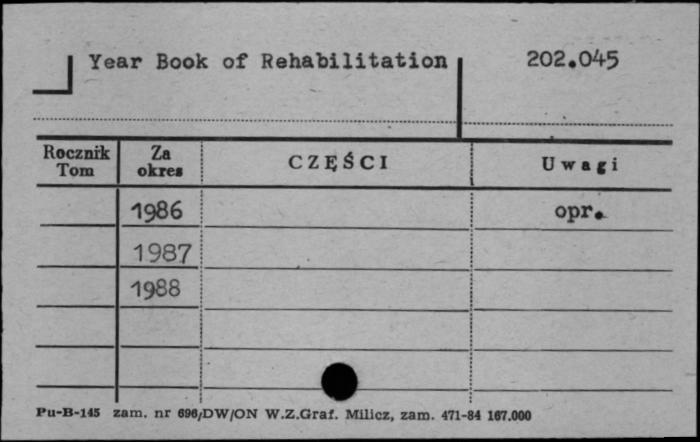 Year Book of Rehabilitation 202.045
Rocznik Tom Za okres CZĘŚCI Uwagi
1986 opr.
1987
1988
Pu-B-145 zam. nr 696/DW/ON W.Z.Graf. Milicz, zam. 471-84 167.000